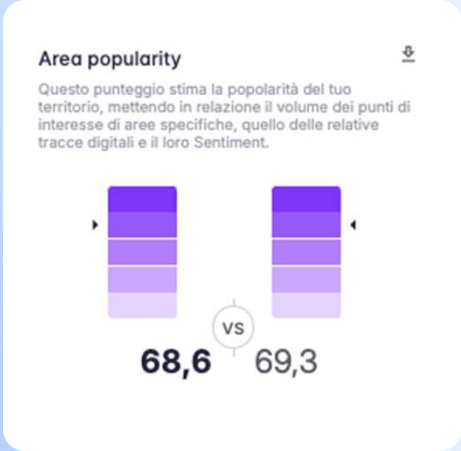 Area popularity
Questo punteggio stima la popolarità del tuo
territorio, mettendo in relazione il volume dei punti di
interesse di aree specifiche, quello delle relative
tracce digitali e il loro Sentiment.
VS
68,6 69,3